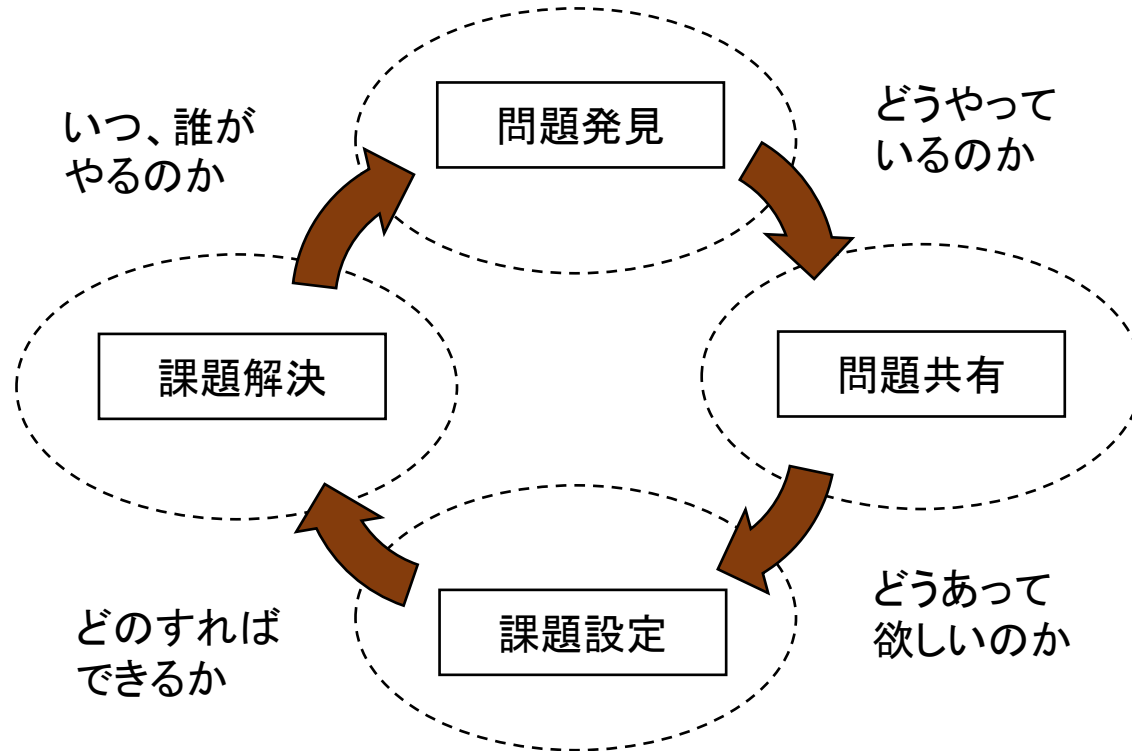 問題発見
どうやって
いるのか
問題共有
どうあって
欲しいのか
課題設定
どのすれば
できるか
課題解決
いつ、誰が
やるのか